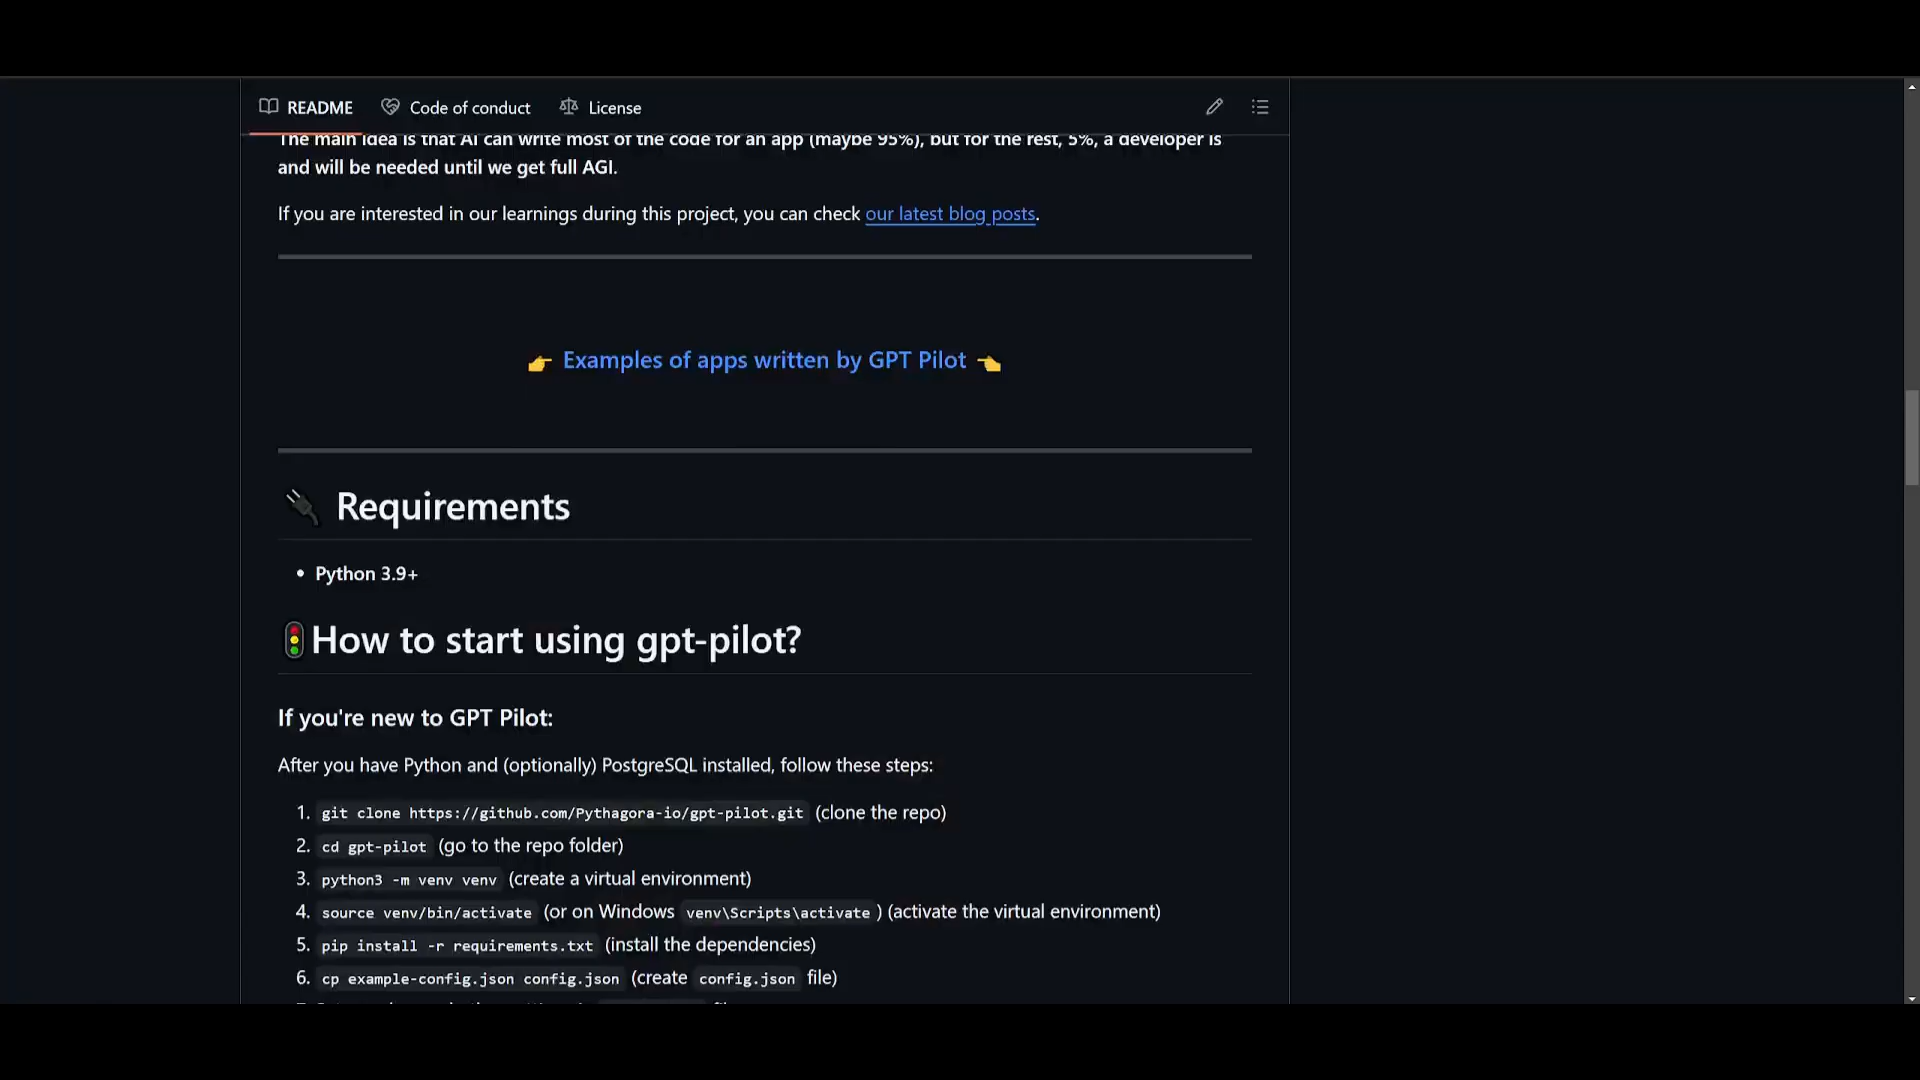 README Code of conduct License
The main idea is that AI can write most of the code for an app (maybe 95%), but for the rest, 5%, a developer is
and will be needed until we get full AGI.
If you are interested in our learnings during this project, you can check our latest blog posts.
👉 Examples of apps written by GPT Pilot 👈
🔌 Requirements
• Python 3.9+
🚦How to start using gpt-pilot?
If you're new to GPT Pilot:
After you have Python and (optionally) PostgreSQL installed, follow these steps:
1. git clone https://github.com/Pythagora-io/gpt-pilot.git (clone the repo)
2. cd gpt-pilot (go to the repo folder)
3. python3 -m venv venv (create a virtual environment)
4. source venv/bin/activate (or on Windows venv\Scripts\activate ) (activate the virtual environment)
5. pip install -r requirements.txt (install the dependencies)
6. cp example-config.json config.json (create config.json file)